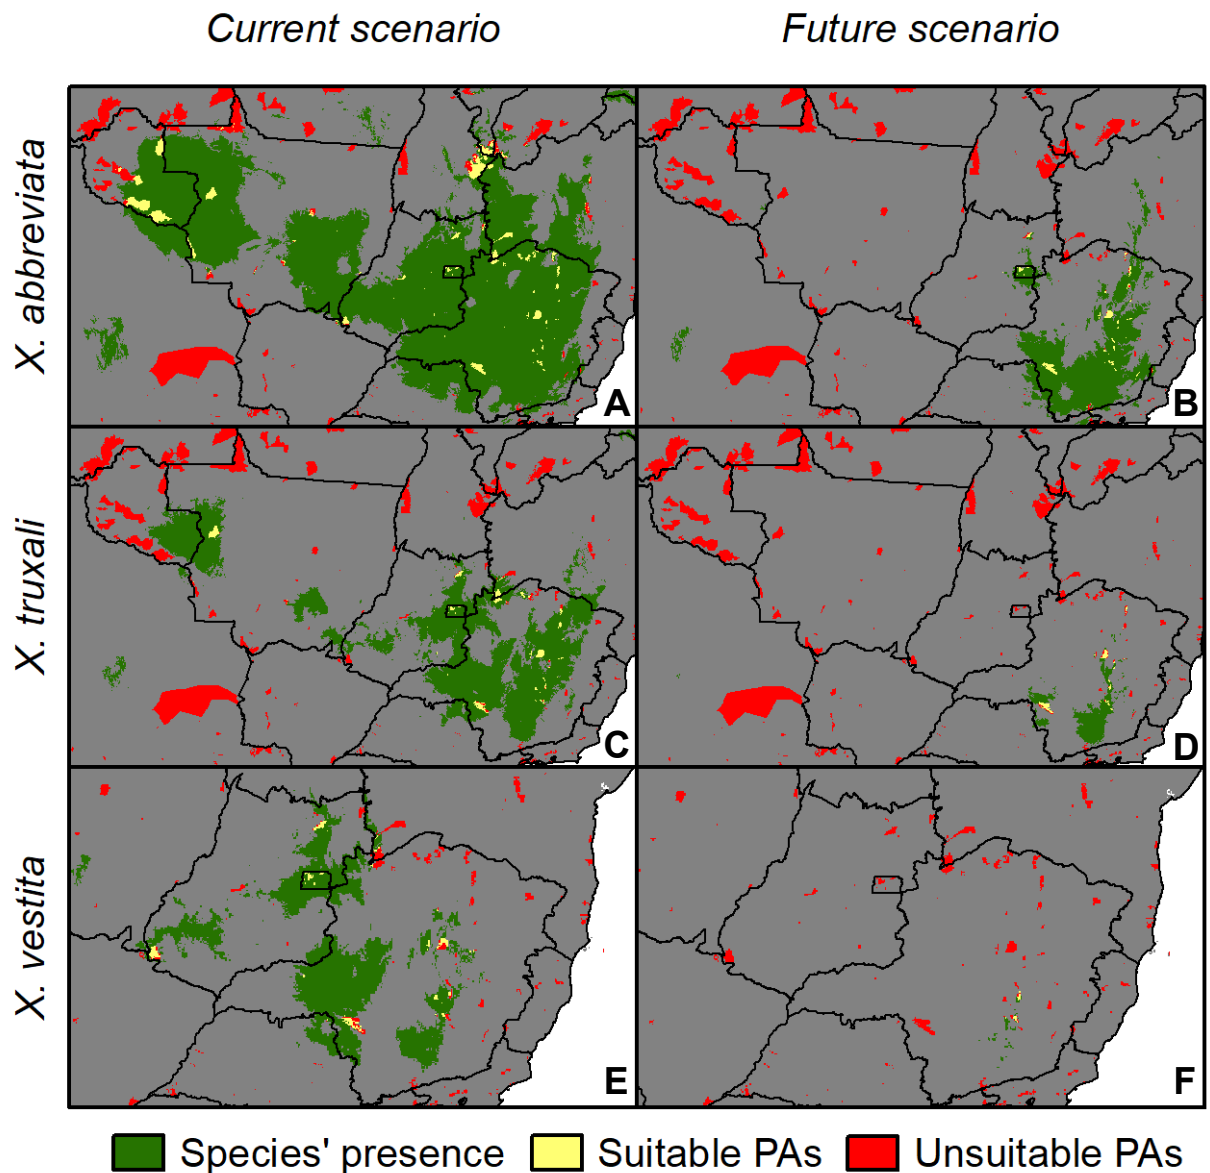 Current scenario
Future scenario
X. abbreviata
A
B
X. truxali
C
D
X. vestita
E
F
Species' presence
Suitable PAs
Unsuitable PAs